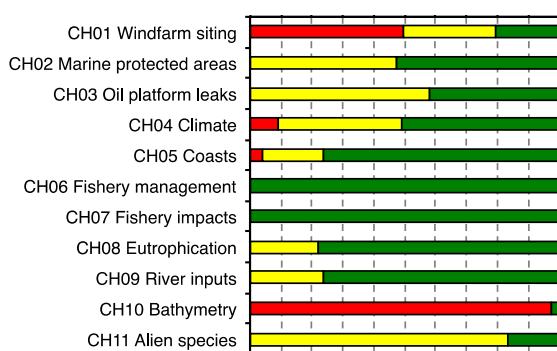 CH01 Windfarm siting
CH02 Marine protected areas
CH03 Oil platform leaks
CH04 Climate
CH05 Coasts
CH06 Fishery management
CH07 Fishery impacts
CH08 Eutrophication
CH09 River inputs
CH10 Bathymetry
CH11 Alien species